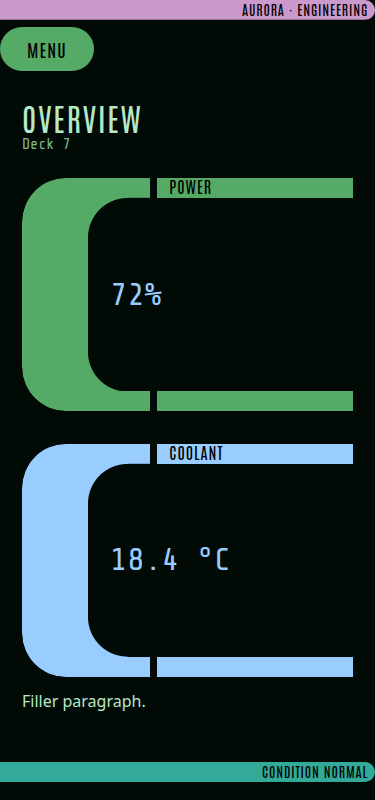 AURORA · ENGINEERING
MENU
OVERVIEW
Deck 7
POWER
72%
COOLANT
18.4 °C
Filler paragraph.
CONDITION NORMAL